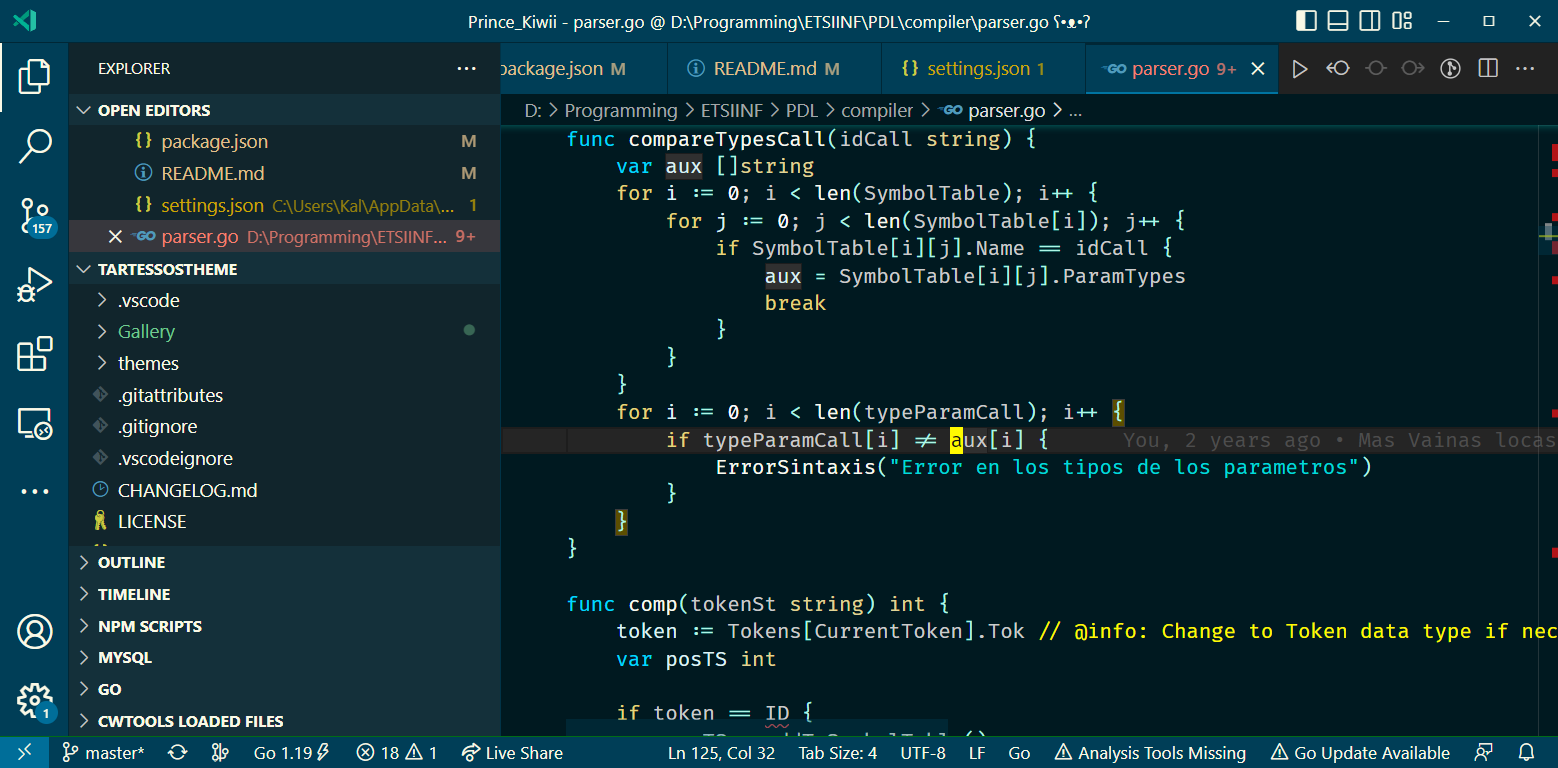 Prince_Kiwii - parser.go @ D:\Programming\ETSIINF\PDL\compiler\parser.go ʕ•ᴥ•ʔ
EXPLORER
OPEN EDITORS
{} package.json M
README.md M
{} settings.json C:\Users\Kal\AppData\... 1
GO parser.go D:\Programming\ETSIINF... 9+
TARTESSOSTHEME
.vscode
Gallery
themes
.gitattributes
.gitignore
.vscodeignore
CHANGELOG.md
LICENSE
OUTLINE
TIMELINE
NPM SCRIPTS
MYSQL
GO
CWTOOLS LOADED FILES
157
1
package.json M
README.md M
{} settings.json 1
GO parser.go 9+
D: > Programming > ETSIINF > PDL > compiler > GO parser.go > ...
func compareTypesCall(idCall string) {
var aux []string
for i := 0; i < len(SymbolTable); i++ {
for j := 0; j < len(SymbolTable[i]); j++ {
if SymbolTable[i][j].Name == idCall {
aux = SymbolTable[i][j].ParamTypes
break
}
}
}
for i := 0; i < len(typeParamCall); i++ {
if typeParamCall[i] != aux[i] { You, 2 years ago • Mas Vainas locas
ErrorSintaxis("Error en los tipos de los parametros")
}
}
}
func comp(tokenSt string) int {
token := Tokens[CurrentToken].Tok // @info: Change to Token data type if nec
var posTS int
if token == ID {
master* Go 1.19 18 1 Live Share Ln 125, Col 32 Tab Size: 4 UTF-8 LF Go Analysis Tools Missing Go Update Available